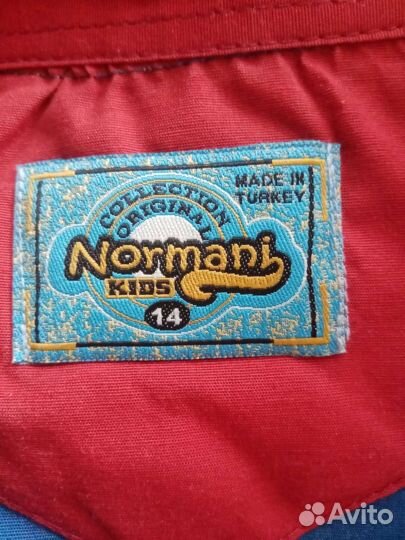 COLLECTION
ORIGINAL
MADE IN
TURKEY
Normani
KIDS
14
Avito